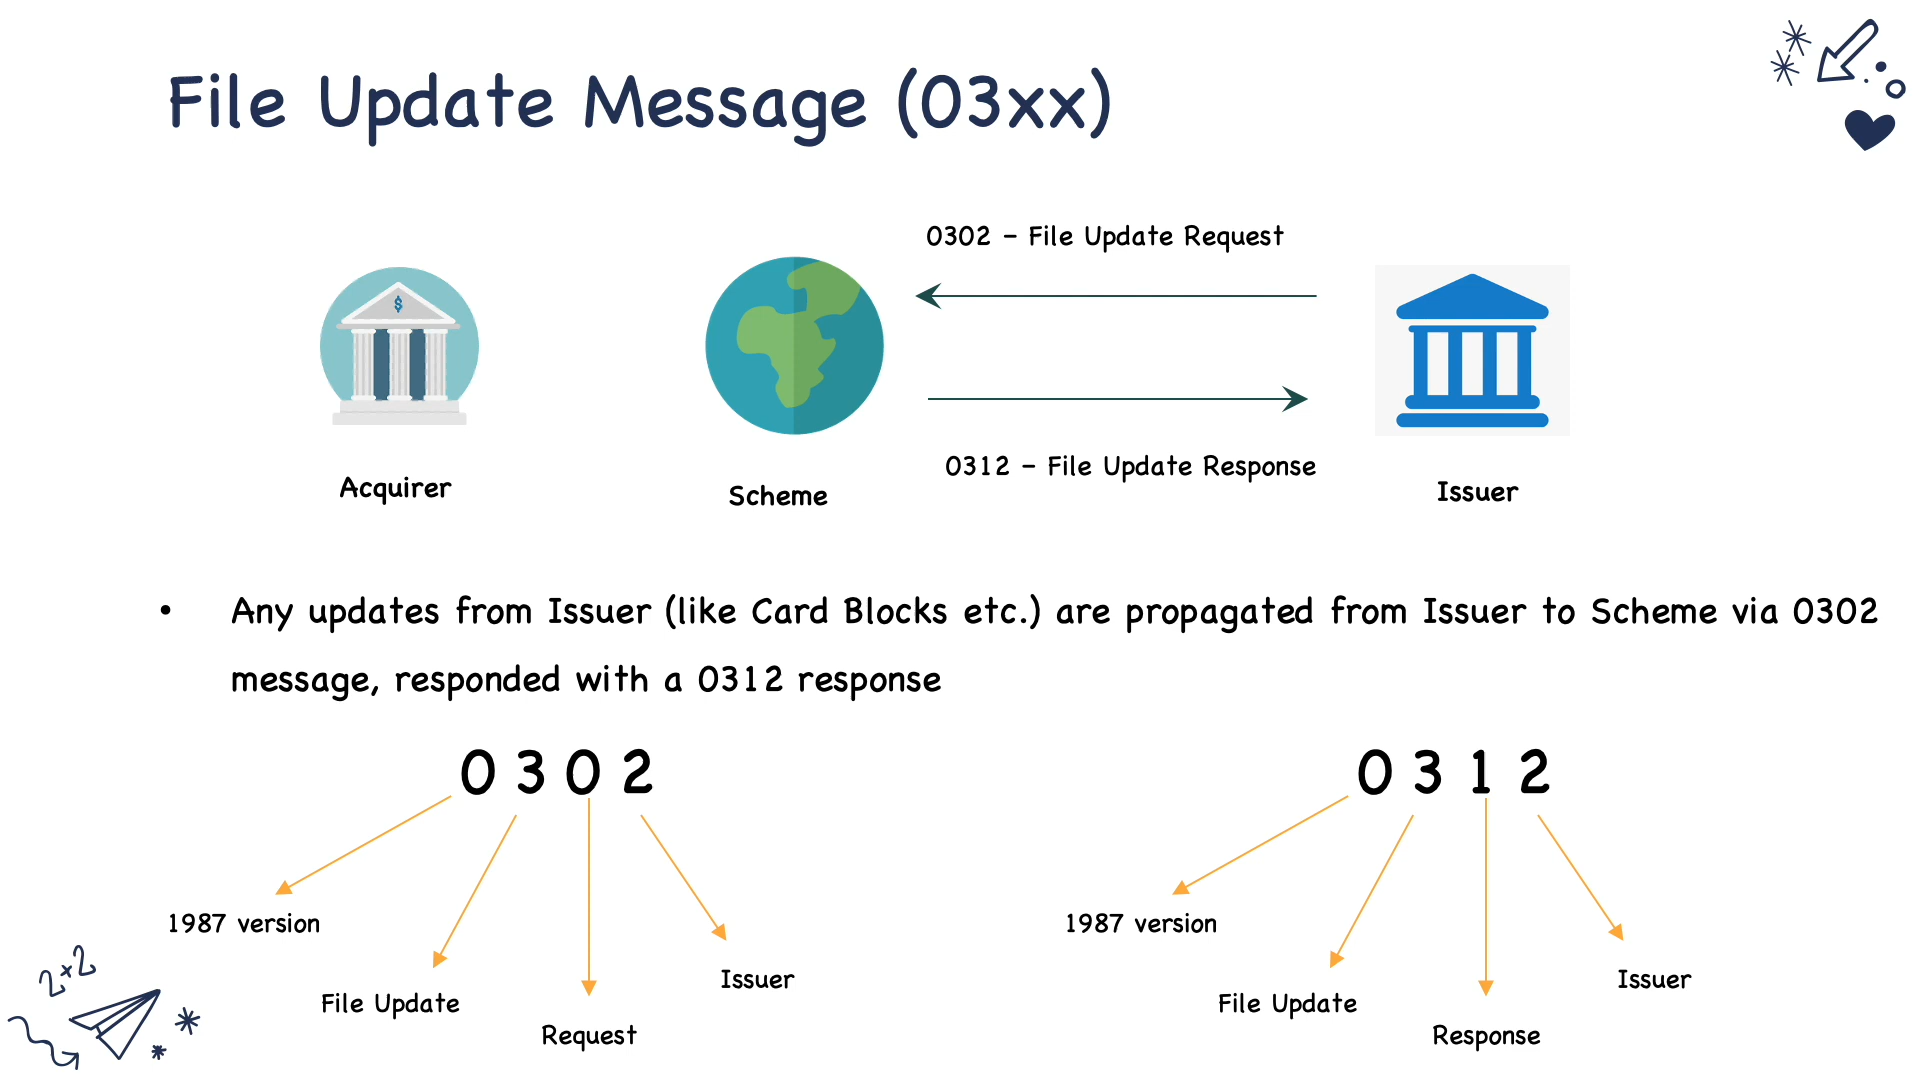 File Update Message (03xx)
0302 – File Update Request
$
0312 – File Update Response
Acquirer
Scheme
Issuer
• Any updates from Issuer (like Card Blocks etc.) are propagated from Issuer to Scheme via 0302
message, responded with a 0312 response
0 3 0 2
0 3 1 2
1987 version
File Update
Request
Issuer
1987 version
File Update
Response
Issuer
2x2